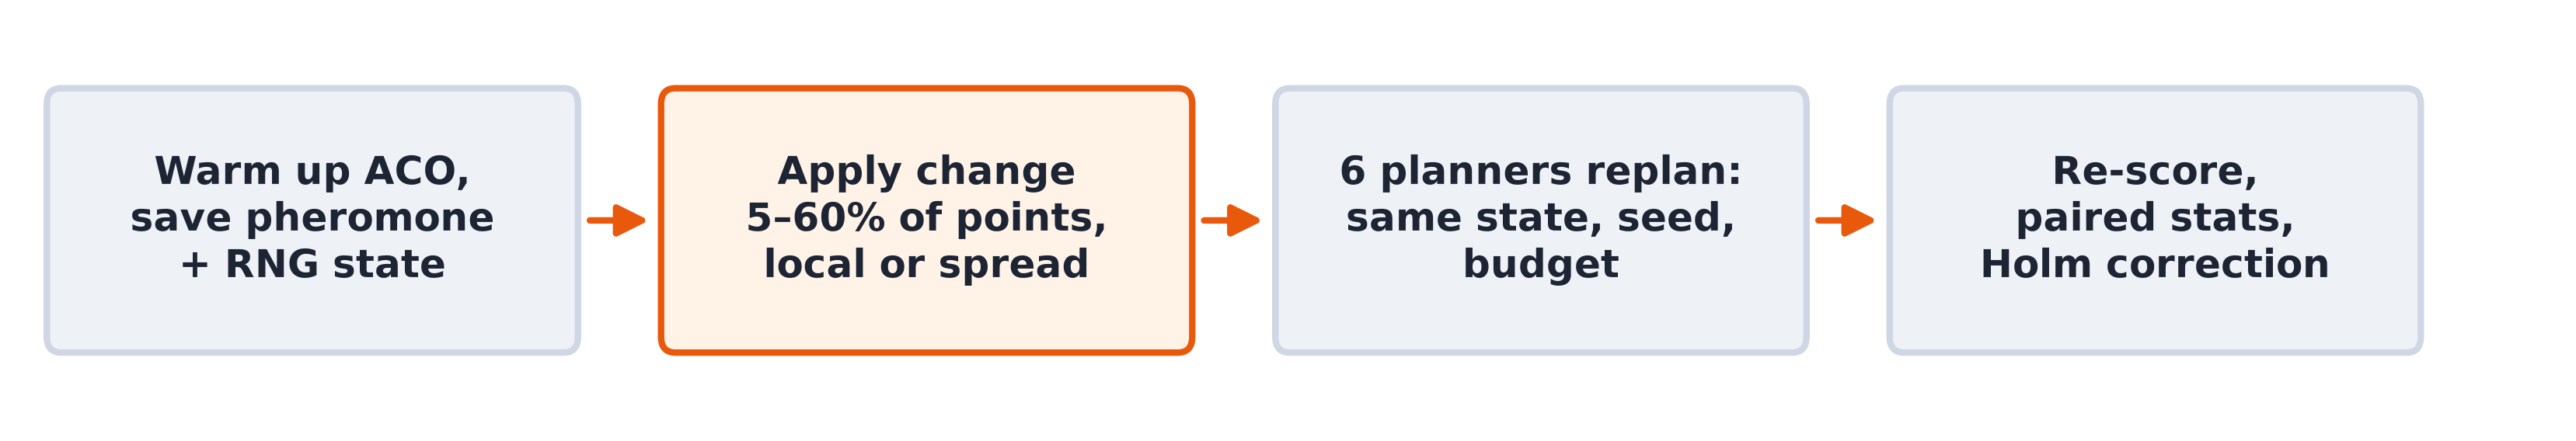 Warm up ACO,
save pheromone
+ RNG state
Apply change
5–60% of points,
local or spread
6 planners replan:
same state, seed,
budget
Re-score,
paired stats,
Holm correction